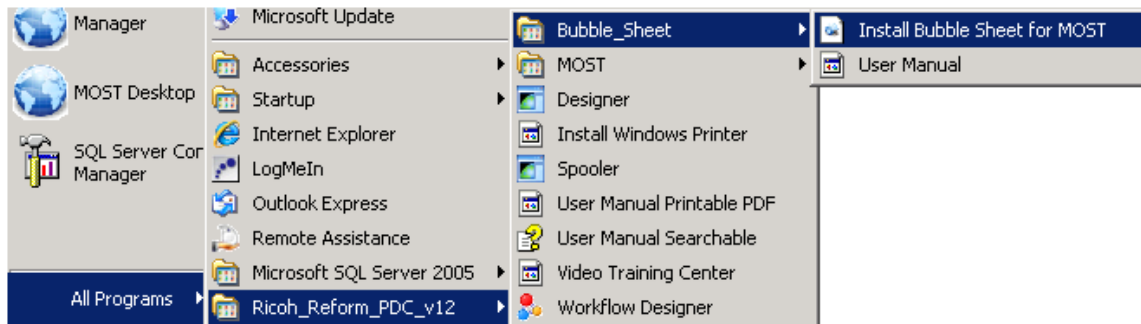 Manager
MOST Desktop
SQL Server Cor
Manager
All Programs
Microsoft Update
Accessories
Startup
Internet Explorer
LogMeIn
Outlook Express
Remote Assistance
Microsoft SQL Server 2005
Ricoh_Reform_PDC_v12
Bubble_Sheet
MOST
Designer
Install Windows Printer
Spooler
User Manual Printable PDF
User Manual Searchable
Video Training Center
Workflow Designer
Install Bubble Sheet for MOST
User Manual